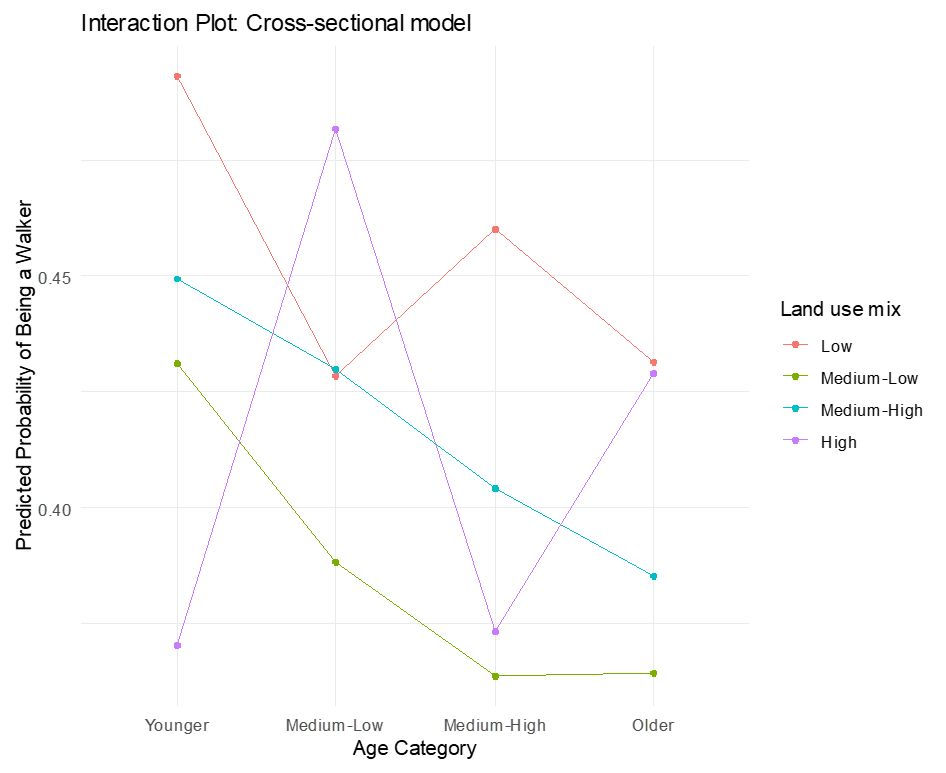 Interaction Plot: Cross-sectional model
Predicted Probability of Being a Walker
0.45
0.40
Younger
Medium-Low
Medium-High
Older
Age Category
Land use mix
Low
Medium-Low
Medium-High
High